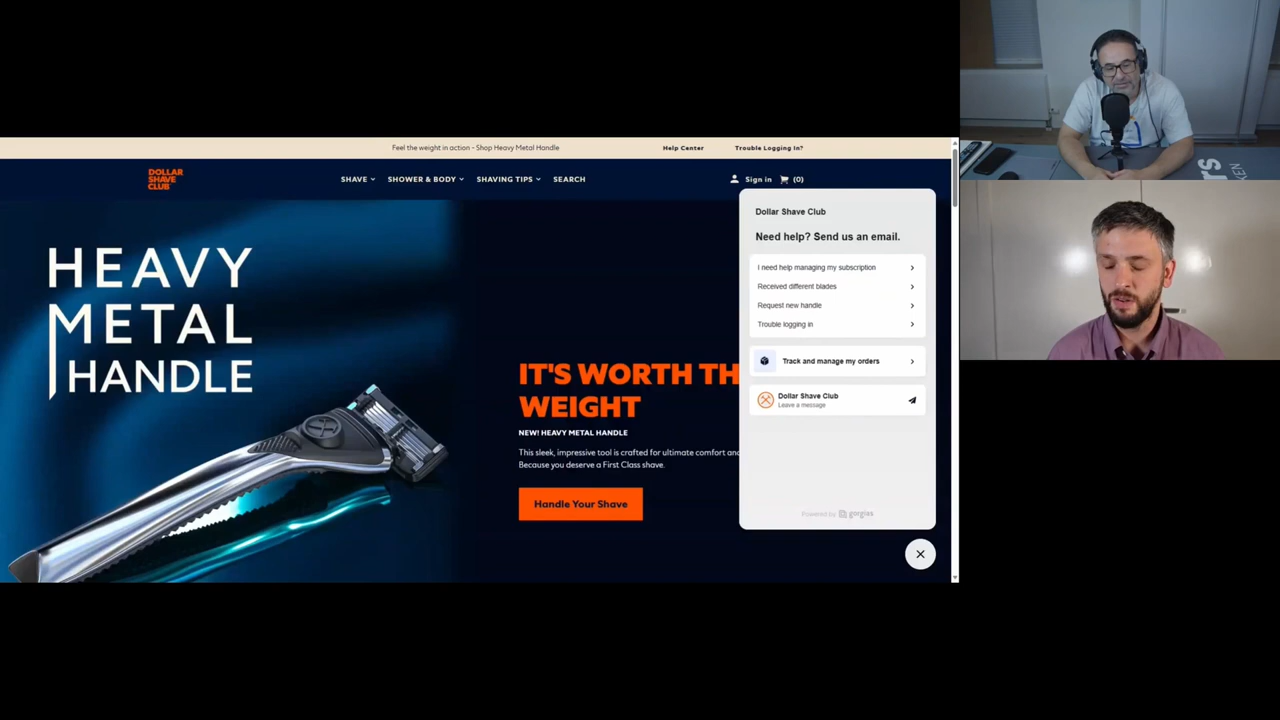 Feel the weight in action - Shop Heavy Metal Handle
Help Center
Trouble Logging In?
DOLLAR
SHAVE
CLUB
SHAVE
SHOWER & BODY
SHAVING TIPS
SEARCH
Sign in
(0)
HEAVY
METAL
HANDLE
IT'S WORTH TH
WEIGHT
NEW! HEAVY METAL HANDLE
This sleek, impressive tool is crafted for ultimate comfort and
Because you deserve a First Class shave.
Handle Your Shave
Dollar Shave Club
Need help? Send us an email.
I need help managing my subscription
Received different blades
Request new handle
Trouble logging in
Track and manage my orders
Dollar Shave Club
Leave a message
Powered by gorgias